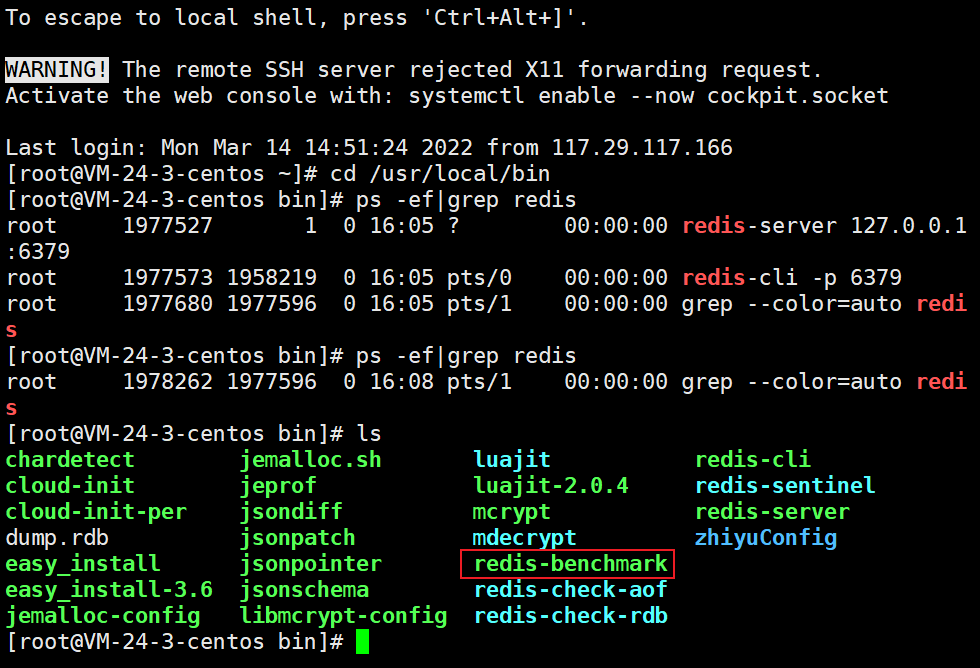 To escape to local shell, press 'Ctrl+Alt+]'.
WARNING! The remote SSH server rejected X11 forwarding request.
Activate the web console with: systemctl enable --now cockpit.socket
Last login: Mon Mar 14 14:51:24 2022 from 117.29.117.166
[root@VM-24-3-centos ~]# cd /usr/local/bin
[root@VM-24-3-centos bin]# ps -ef|grep redis
root     1977527       1  0 16:05 ?        00:00:00 redis-server 127.0.0.1
:6379
root     1977573 1958219  0 16:05 pts/0    00:00:00 redis-cli -p 6379
root     1977680 1977596  0 16:05 pts/1    00:00:00 grep --color=auto redi
s
[root@VM-24-3-centos bin]# ps -ef|grep redis
root     1978262 1977596  0 16:08 pts/1    00:00:00 grep --color=auto redi
s
[root@VM-24-3-centos bin]# ls
chardetect        jemalloc.sh       luajit           redis-cli
cloud-init        jeprof            luajit-2.0.4     redis-sentinel
cloud-init-per    jsondiff          mcrypt           redis-server
dump.rdb          jsonpatch         mdecrypt         zhiyuConfig
easy_install      jsonpointer       redis-benchmark
easy_install-3.6  jsonschema        redis-check-aof
jemalloc-config   libmcrypt-config  redis-check-rdb
[root@VM-24-3-centos bin]#